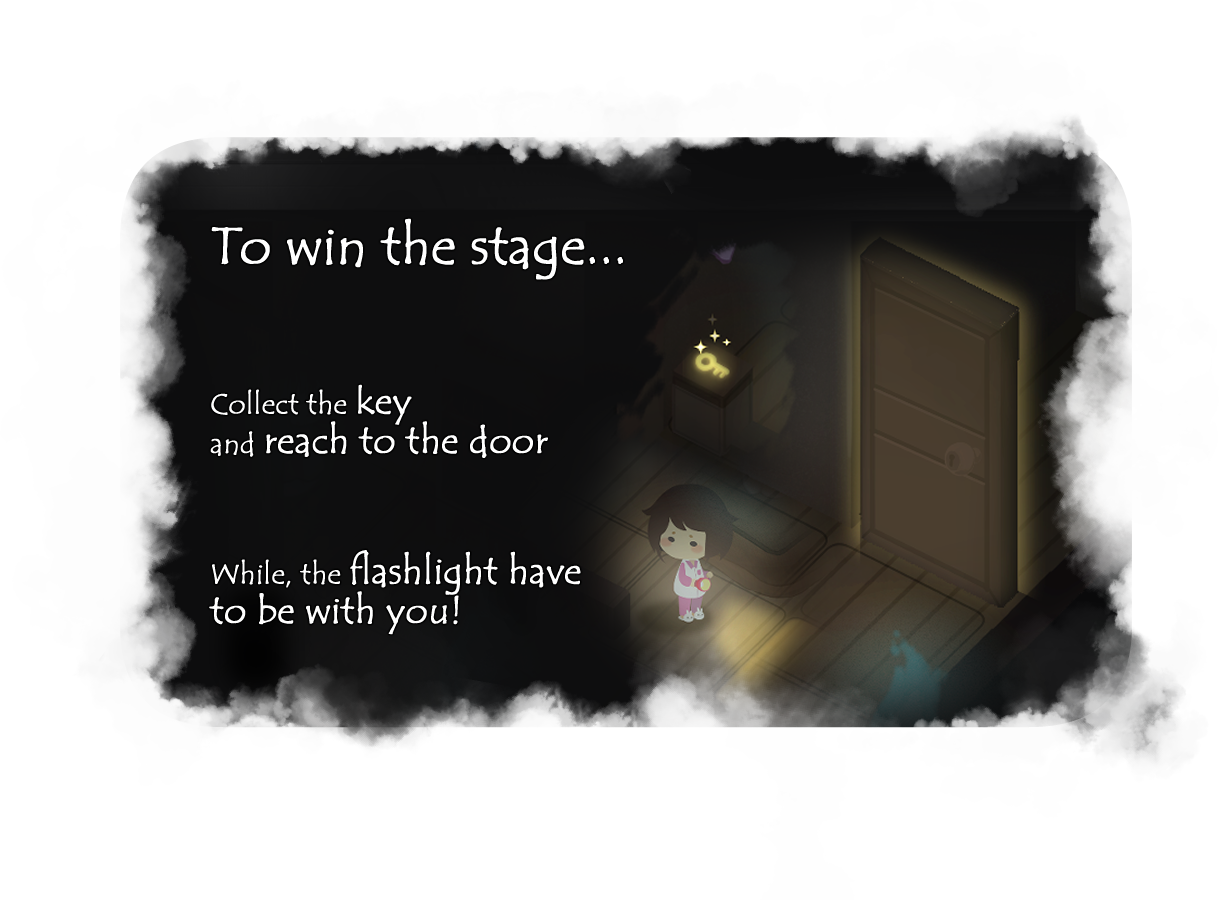 To win the stage...
Collect the key
and reach to the door
While, the flashlight have
to be with you!